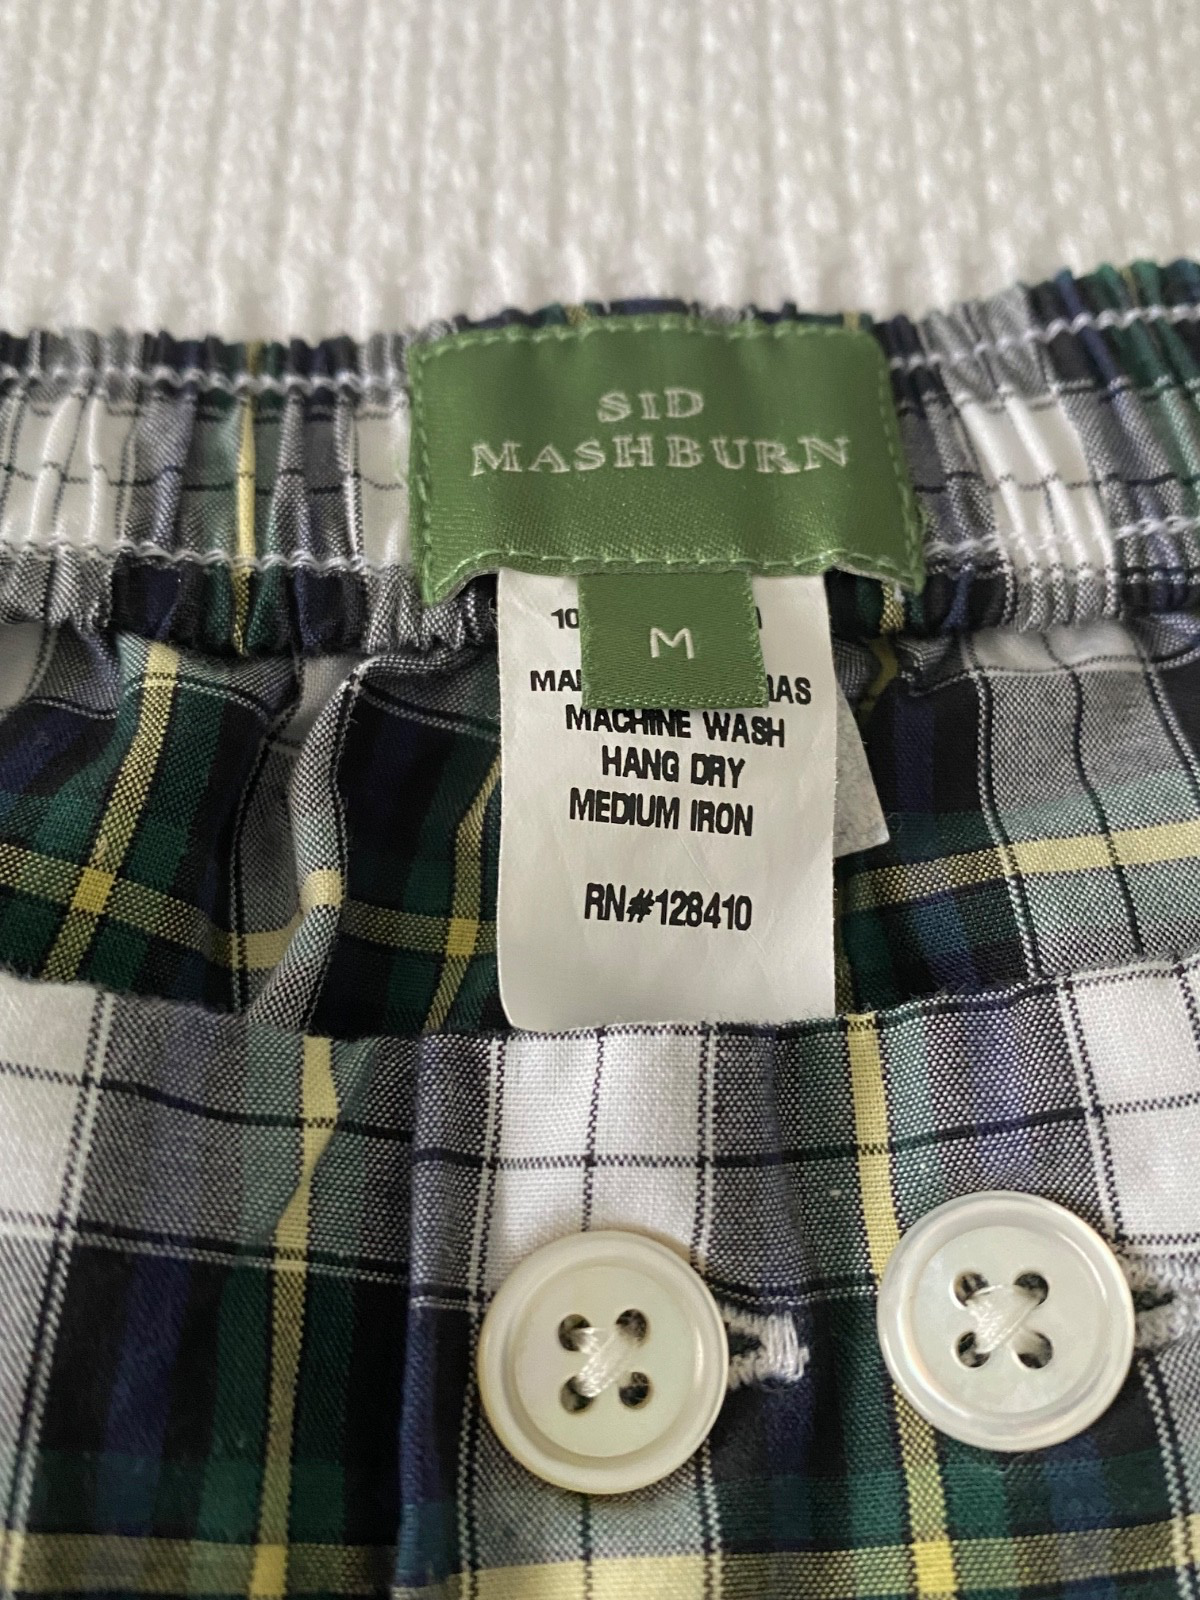 SID
MASHBURN
M
MACHINE WASH
HANG DRY
MEDIUM IRON
RN#128410